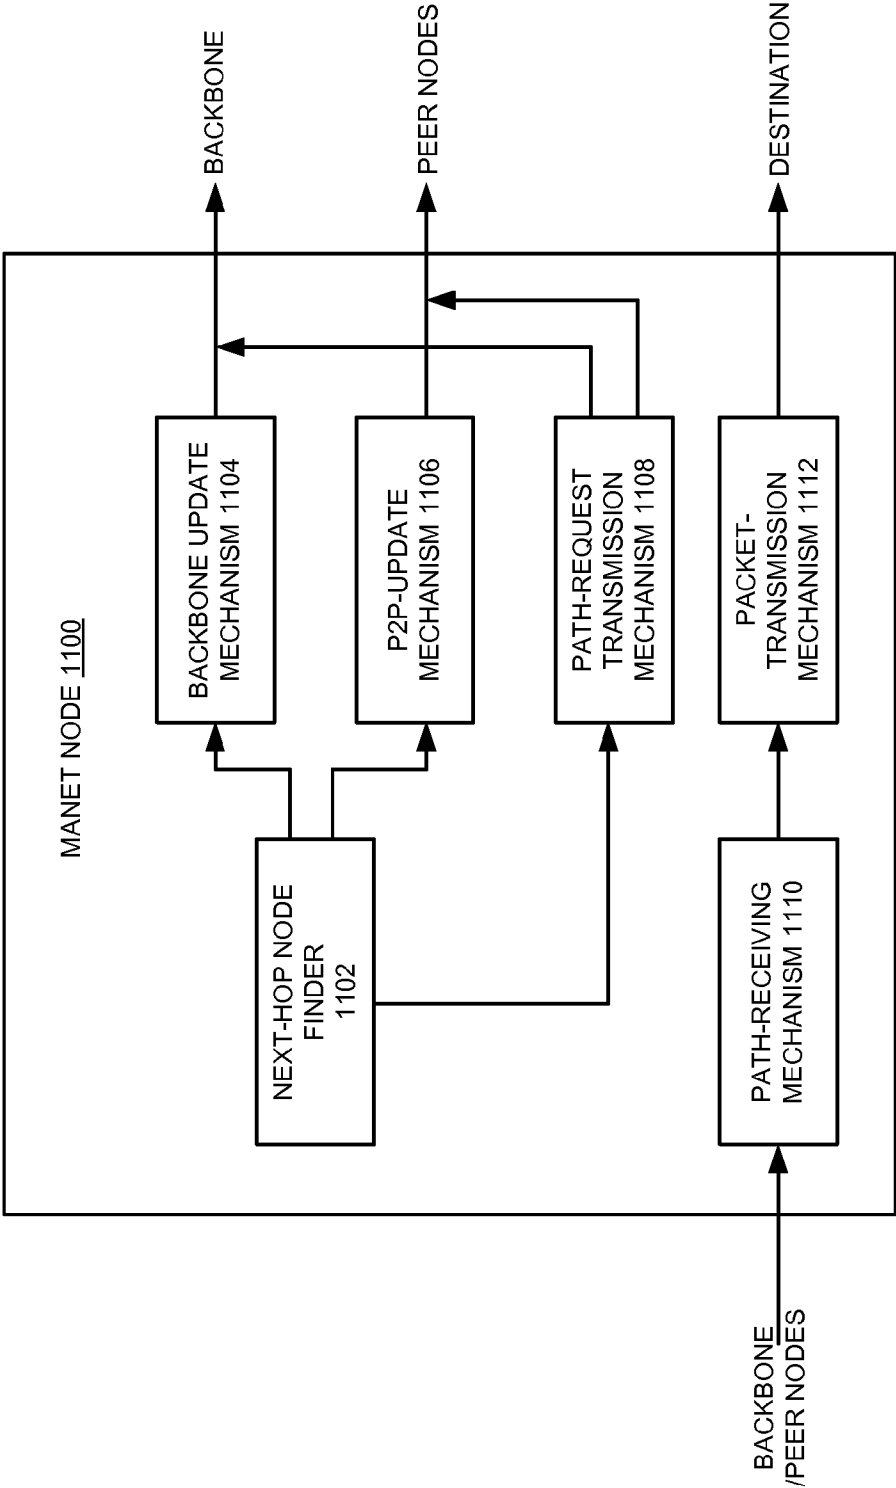 MANET NODE 1100
BACKBONE UPDATE
MECHANISM 1104
BACKBONE
NEXT-HOP NODE
FINDER
1102
P2P-UPDATE
MECHANISM 1106
PEER NODES
PATH-REQUEST
TRANSMISSION
MECHANISM 1108
BACKBONE
/PEER NODES
PATH-RECEIVING
MECHANISM 1110
PACKET-
TRANSMISSION
MECHANISM 1112
DESTINATION